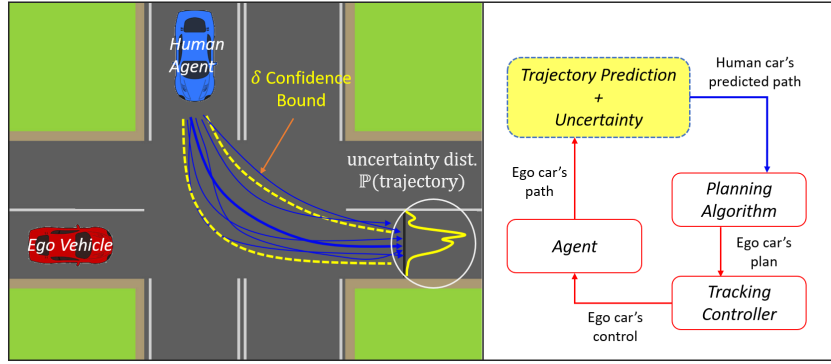 Human
Agent
δ Confidence
Bound
uncertainty dist.
ℙ(trajectory)
Ego Vehicle
Trajectory Prediction
+
Uncertainty
Human car's
predicted path
Ego car's
path
Planning
Algorithm
Agent
Ego car's
plan
Tracking
Controller
Ego car's
control